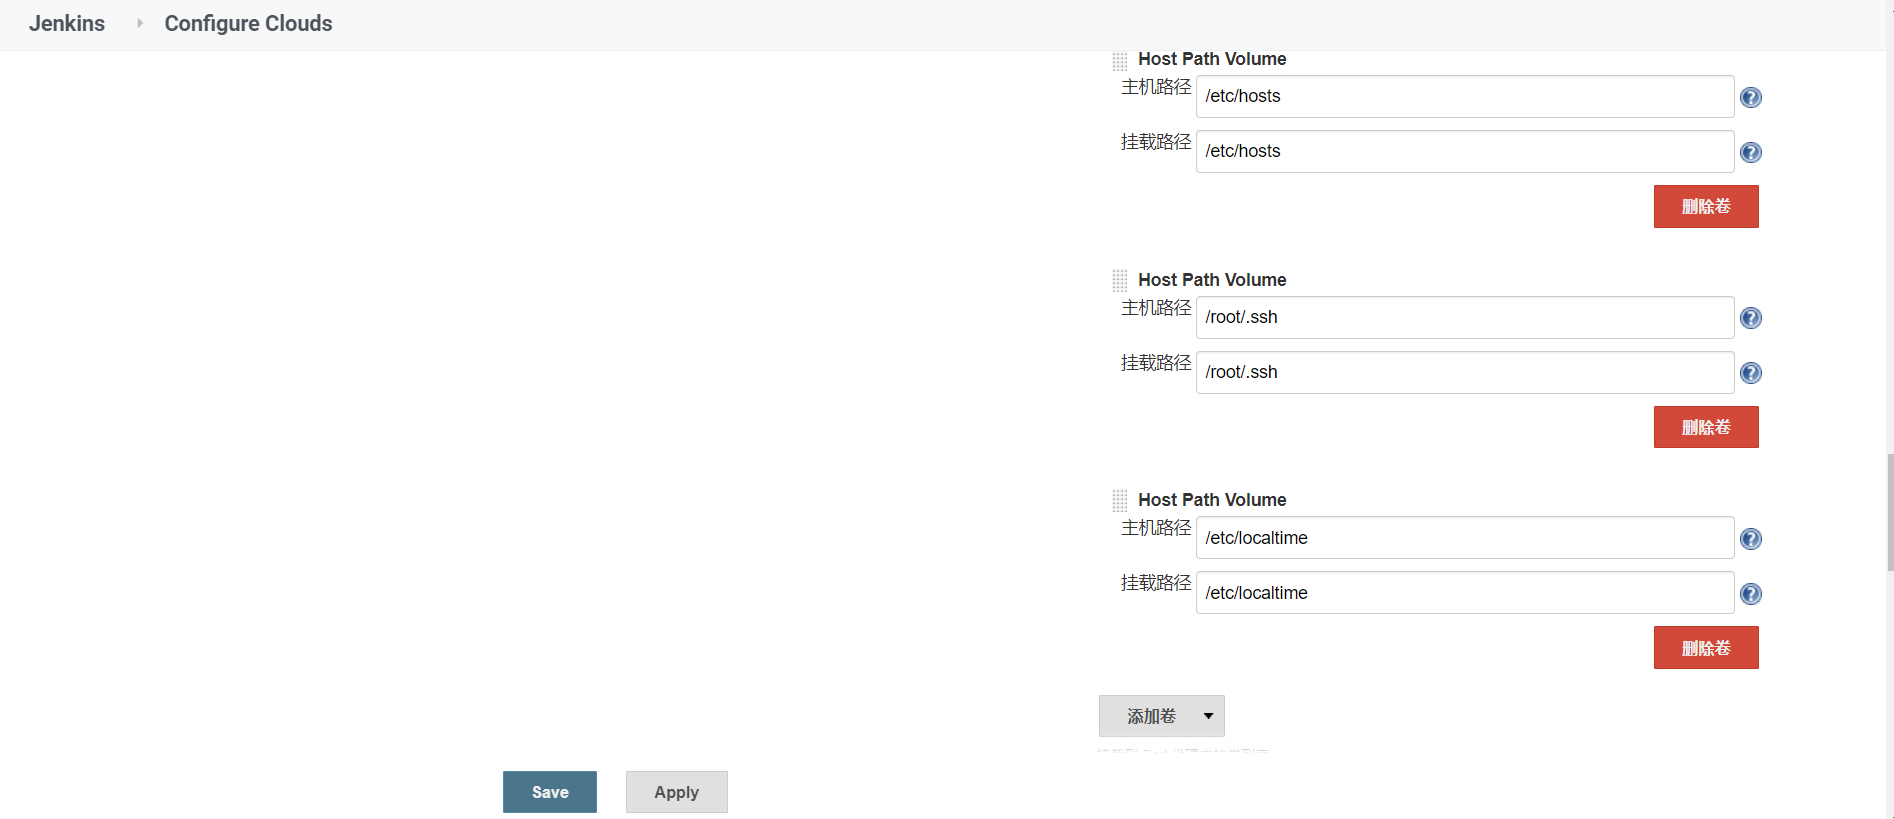 Jenkins Configure Clouds
Host Path Volume
主机路径 /etc/hosts
挂载路径 /etc/hosts
删除卷
Host Path Volume
主机路径 /root/.ssh
挂载路径 /root/.ssh
删除卷
Host Path Volume
主机路径 /etc/localtime
挂载路径 /etc/localtime
删除卷
添加卷
Save Apply